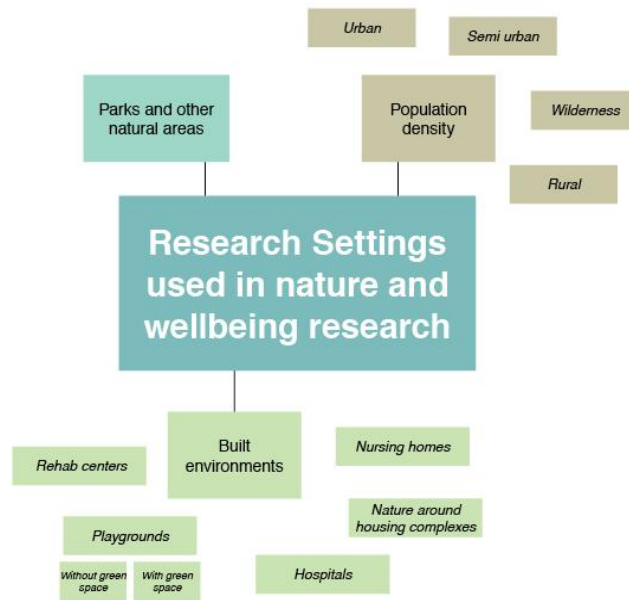 Urban
Semi urban
Parks and other
natural areas
Population
density
Wilderness
Rural
Research Settings
used in nature and
wellbeing research
Built
environments
Nursing homes
Rehab centers
Nature around
housing complexes
Playgrounds
Without green
space
With green
space
Hospitals